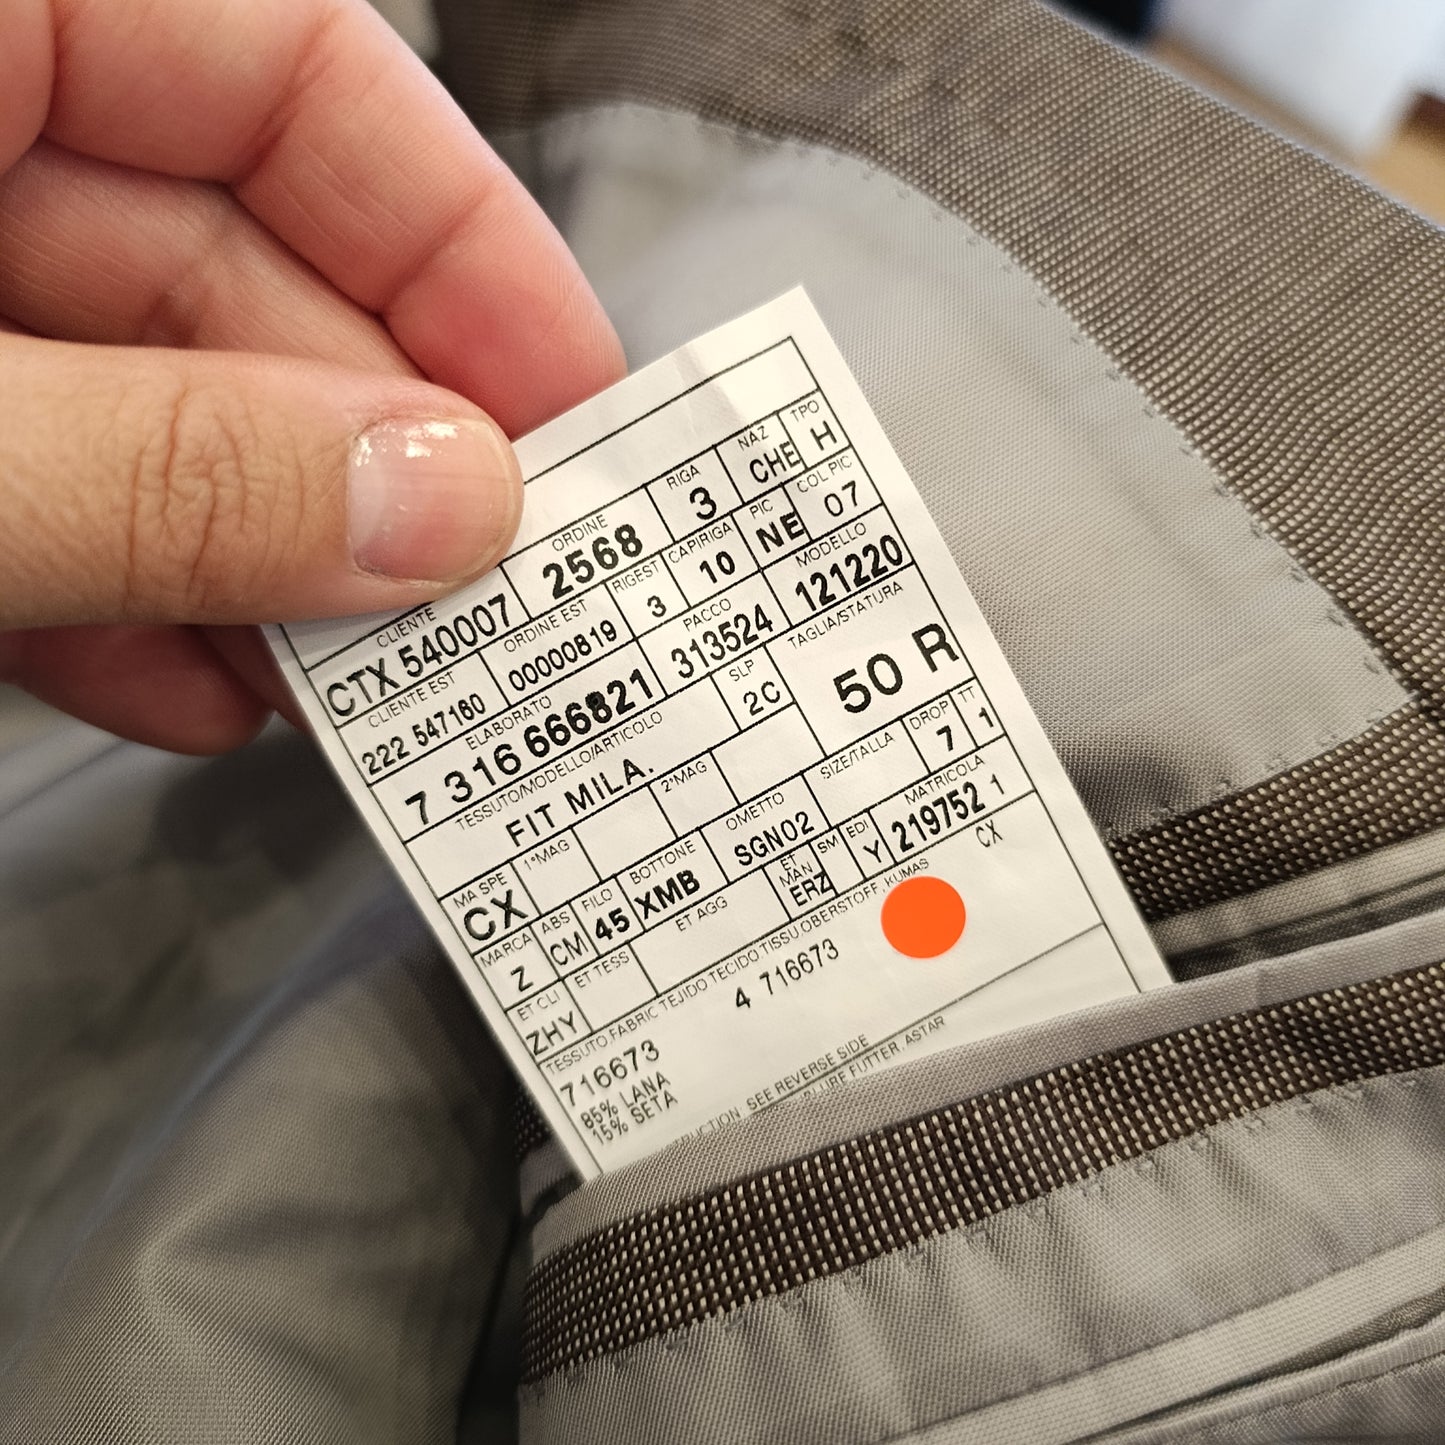 CLIENTE ORDINE RIGA NAZ TPO
CTX 540007 2568 3 CHE H
CLIENTE EST ORDINE EST RIGEST CAPIRIGA PIC COL PIC
222 547160 00000819 3 10 NE 07
ELABORATO PACCO MODELLO
7 316 666821 313524 121220
TESSUTO/MODELLO/ARTICOLO SLP TAGLIA/STATURA
FIT MILA. 2C 50 R
MA SPE 1°MAG 2°MAG SIZE/TALLA DROP TT
CX 7 1
MARCA ABS FILO BOTTONE OMETTO MATRICOLA
Z CM 45 XMB SGN02 219752 1
ET CLI ET TESS ET AGG ET MAN SM EDI CX
ZHY ERZ Y
TESSUTO,FABRIC TEJIDO,TECIDO,TISSU,OBERSTOFF, KUMAS
716673 4 716673
85% LANA
15% SETA
SEE REVERSE SIDE
FUTTER, ASTAR